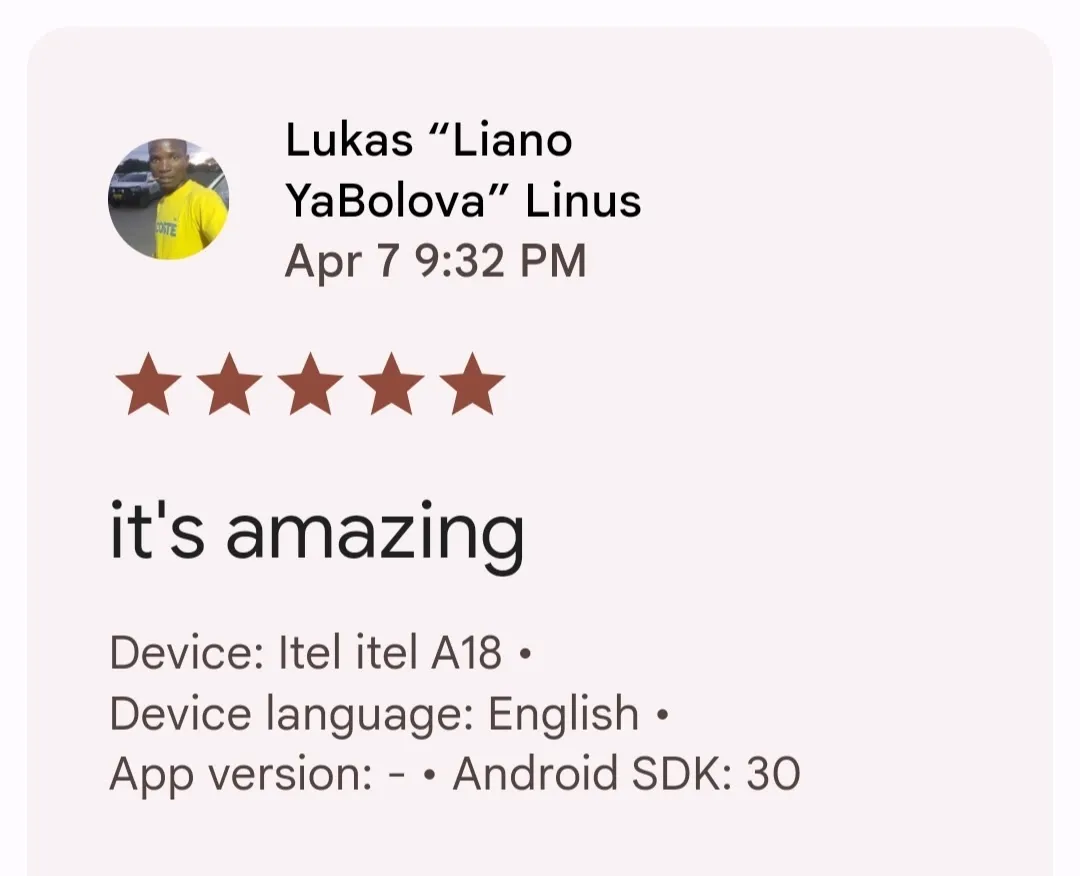 Lukas “Liano
YaBolova” Linus
Apr 7 9:32 PM
it's amazing
Device: Itel itel A18 •
Device language: English •
App version: - • Android SDK: 30